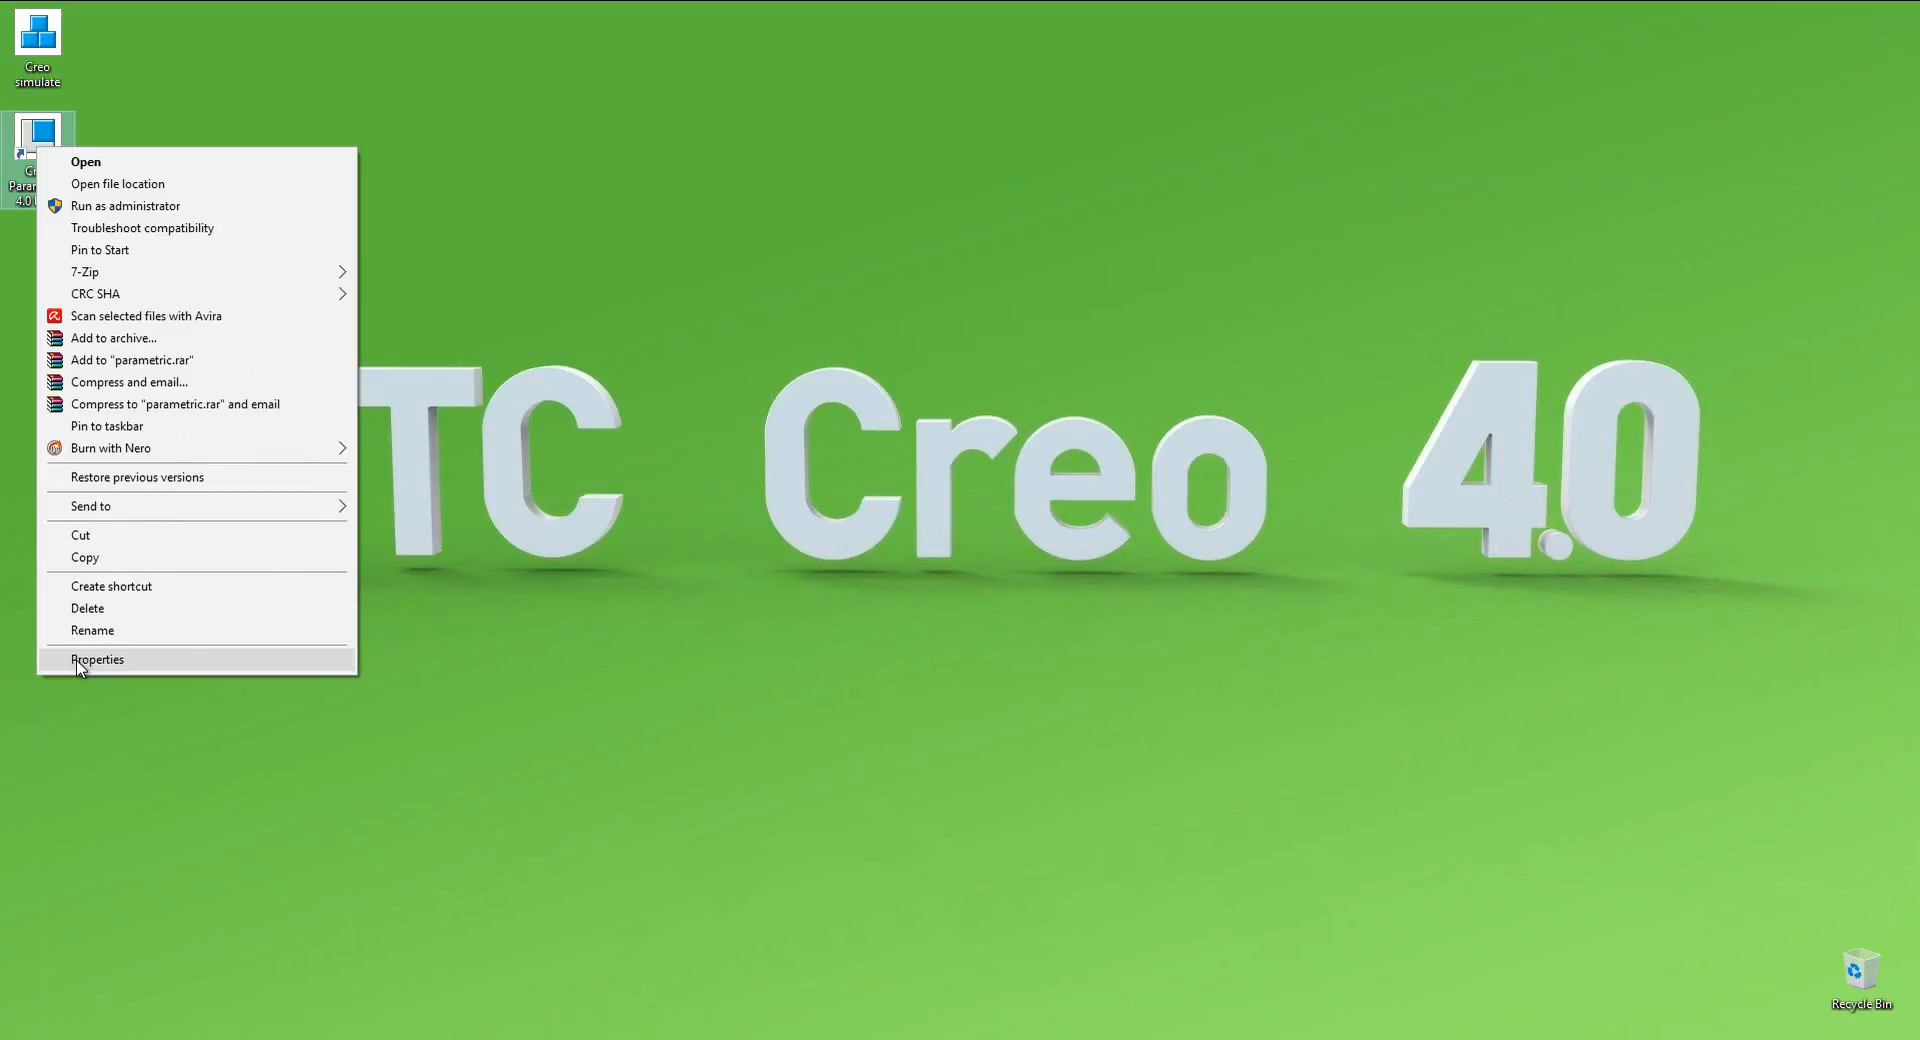 Creo
simulate
4.0
Open
Open file location
Run as administrator
Troubleshoot compatibility
Pin to Start
7-Zip
CRC SHA
Scan selected files with Avira
Add to archive...
Add to "parametric.rar"
Compress and email...
Compress to "parametric.rar" and email
Pin to taskbar
Burn with Nero
Restore previous versions
Send to
Cut
Copy
Create shortcut
Delete
Rename
Properties
TC Creo 4.0
Recycle Bin